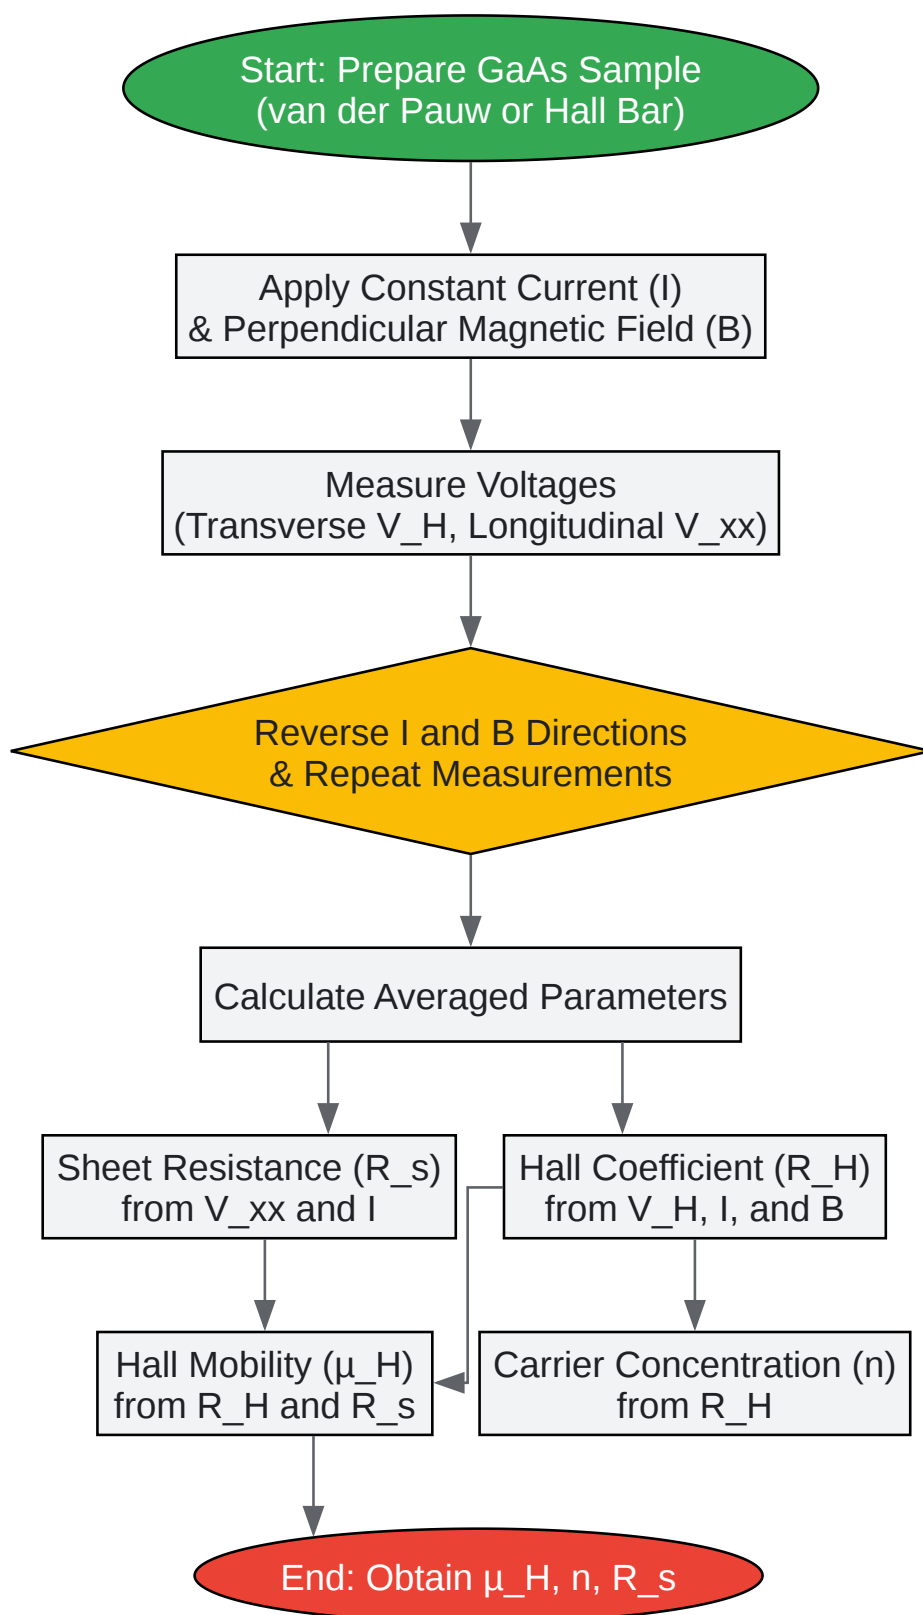 Start: Prepare GaAs Sample
(van der Pauw or Hall Bar)
Apply Constant Current (I)
& Perpendicular Magnetic Field (B)
Measure Voltages
(Transverse V_H, Longitudinal V_xx)
Reverse I and B Directions
& Repeat Measurements
Calculate Averaged Parameters
Sheet Resistance (R_s)
from V_xx and I
Hall Coefficient (R_H)
from V_H, I, and B
Hall Mobility (μ_H)
from R_H and R_s
Carrier Concentration (n)
from R_H
End: Obtain μ_H, n, R_s